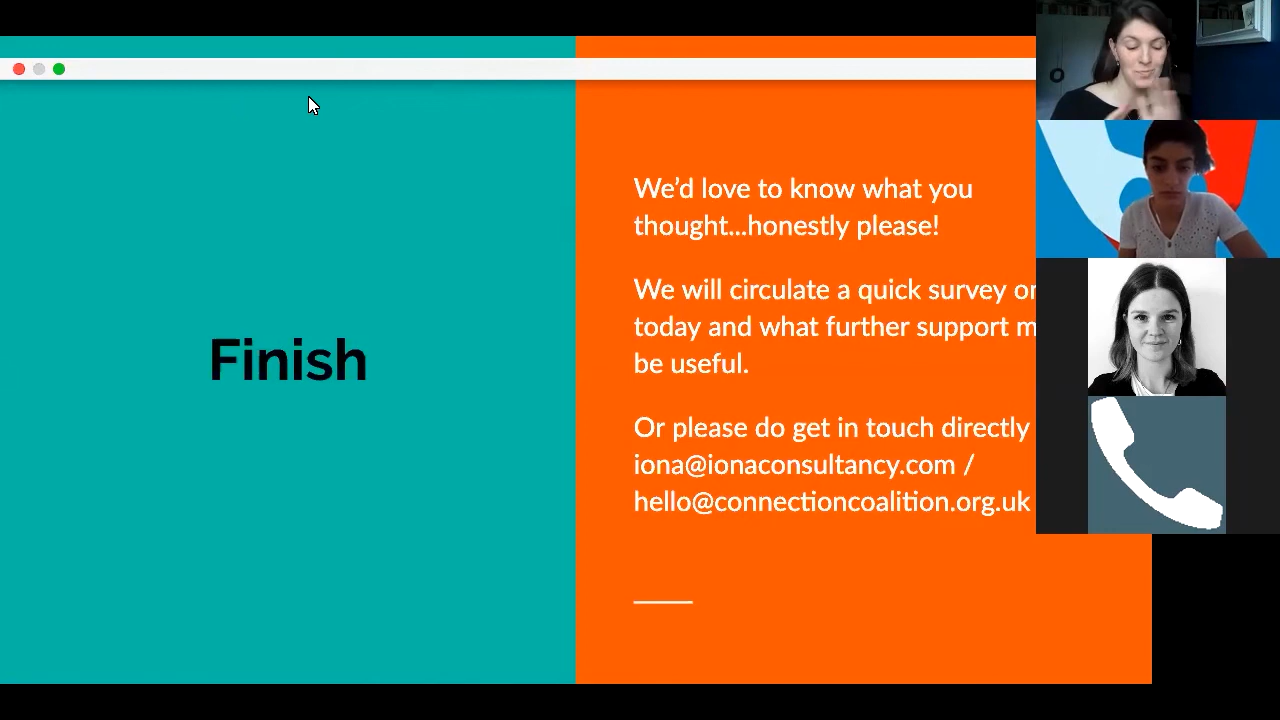 Finish
We’d love to know what you
thought...honestly please!
We will circulate a quick survey on
today and what further support
be useful.
Or please do get in touch directly
iona@ionaconsultancy.com /
hello@connectioncoalition.org.uk